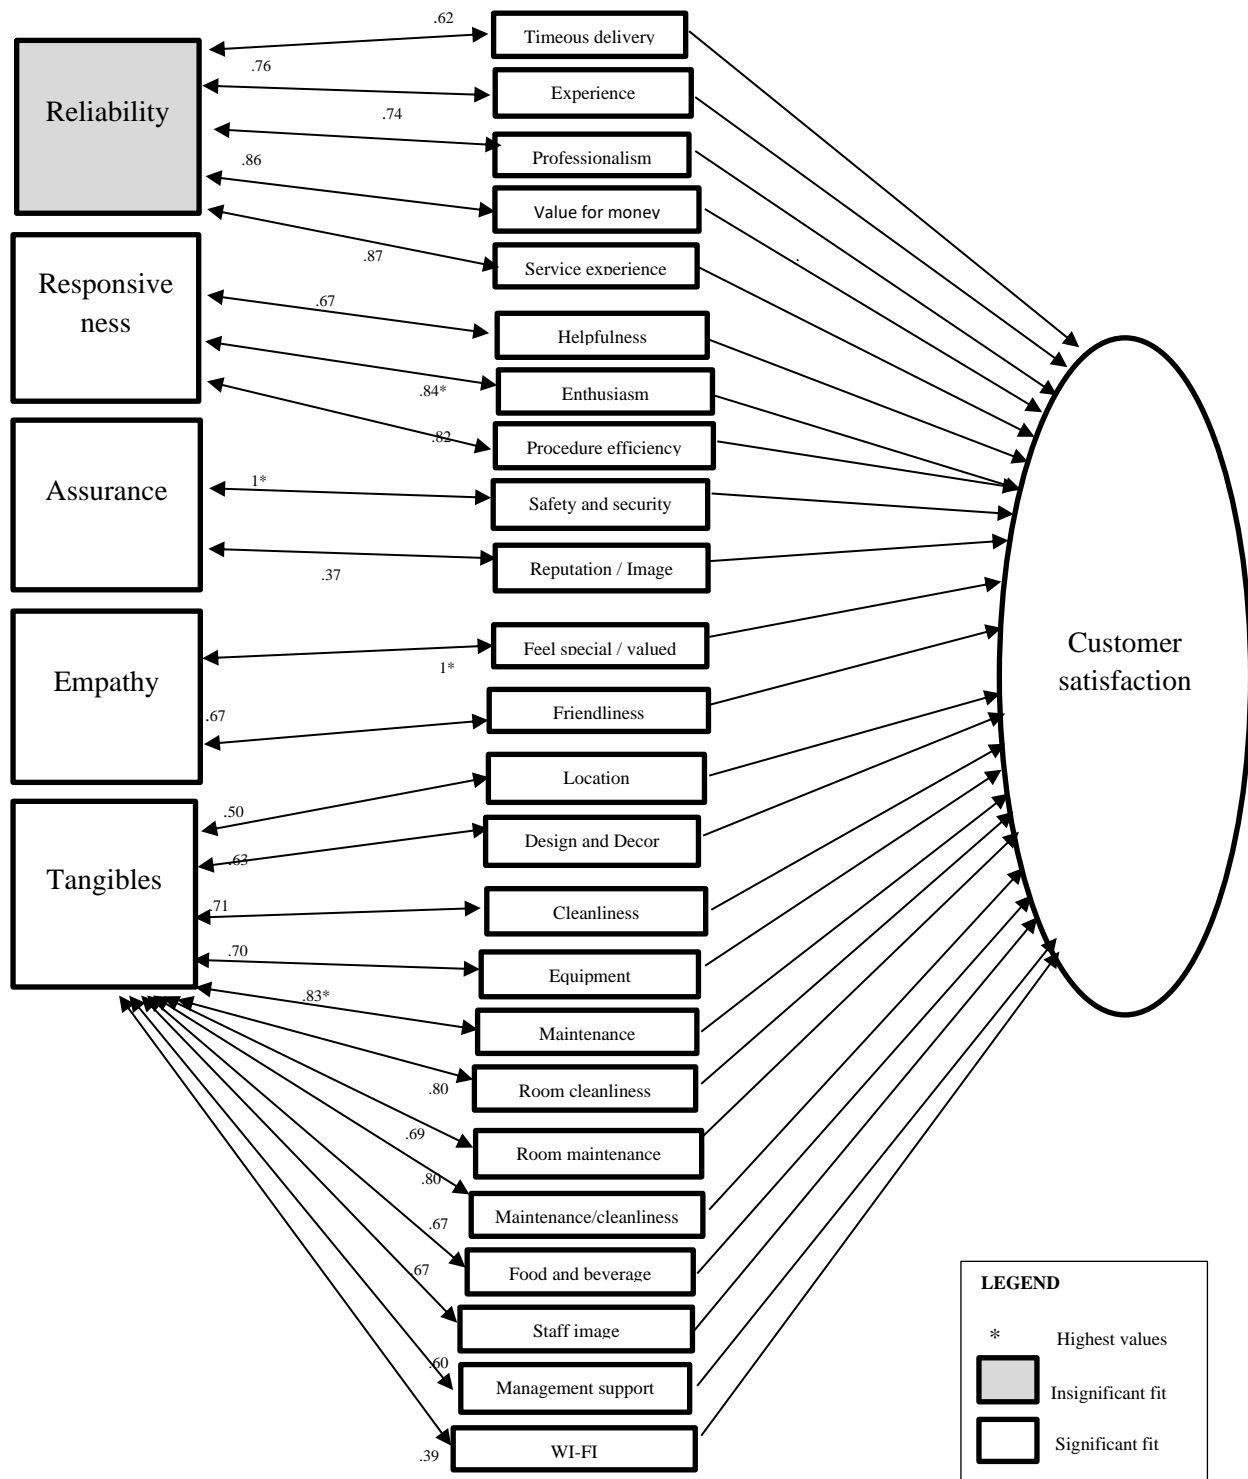 .62
Timeous delivery
.76
Experience
Reliability
.74
Professionalism
.86
Value for money
.87
Service experience
.
Responsive
ness
.67
Helpfulness
.84*
Enthusiasm
.82
Procedure efficiency
Assurance
1*
Safety and security
.37
Reputation / Image
Empathy
1*
Feel special / valued
.67
Friendliness
Customer
satisfaction
Tangibles
.50
Location
.63
Design and Decor
.71
Cleanliness
.70
Equipment
.83*
Maintenance
.80
Room cleanliness
.69
Room maintenance
.80
Maintenance/cleanliness
.67
Food and beverage
.67
Staff image
.60
Management support
.39
WI-FI
LEGEND
* Highest values
Insignificant fit
Significant fit